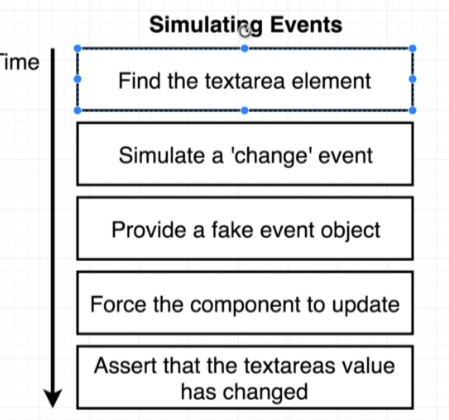 Simulating Events
Time
Find the textarea element
Simulate a 'change' event
Provide a fake event object
Force the component to update
Assert that the textareas value
has changed